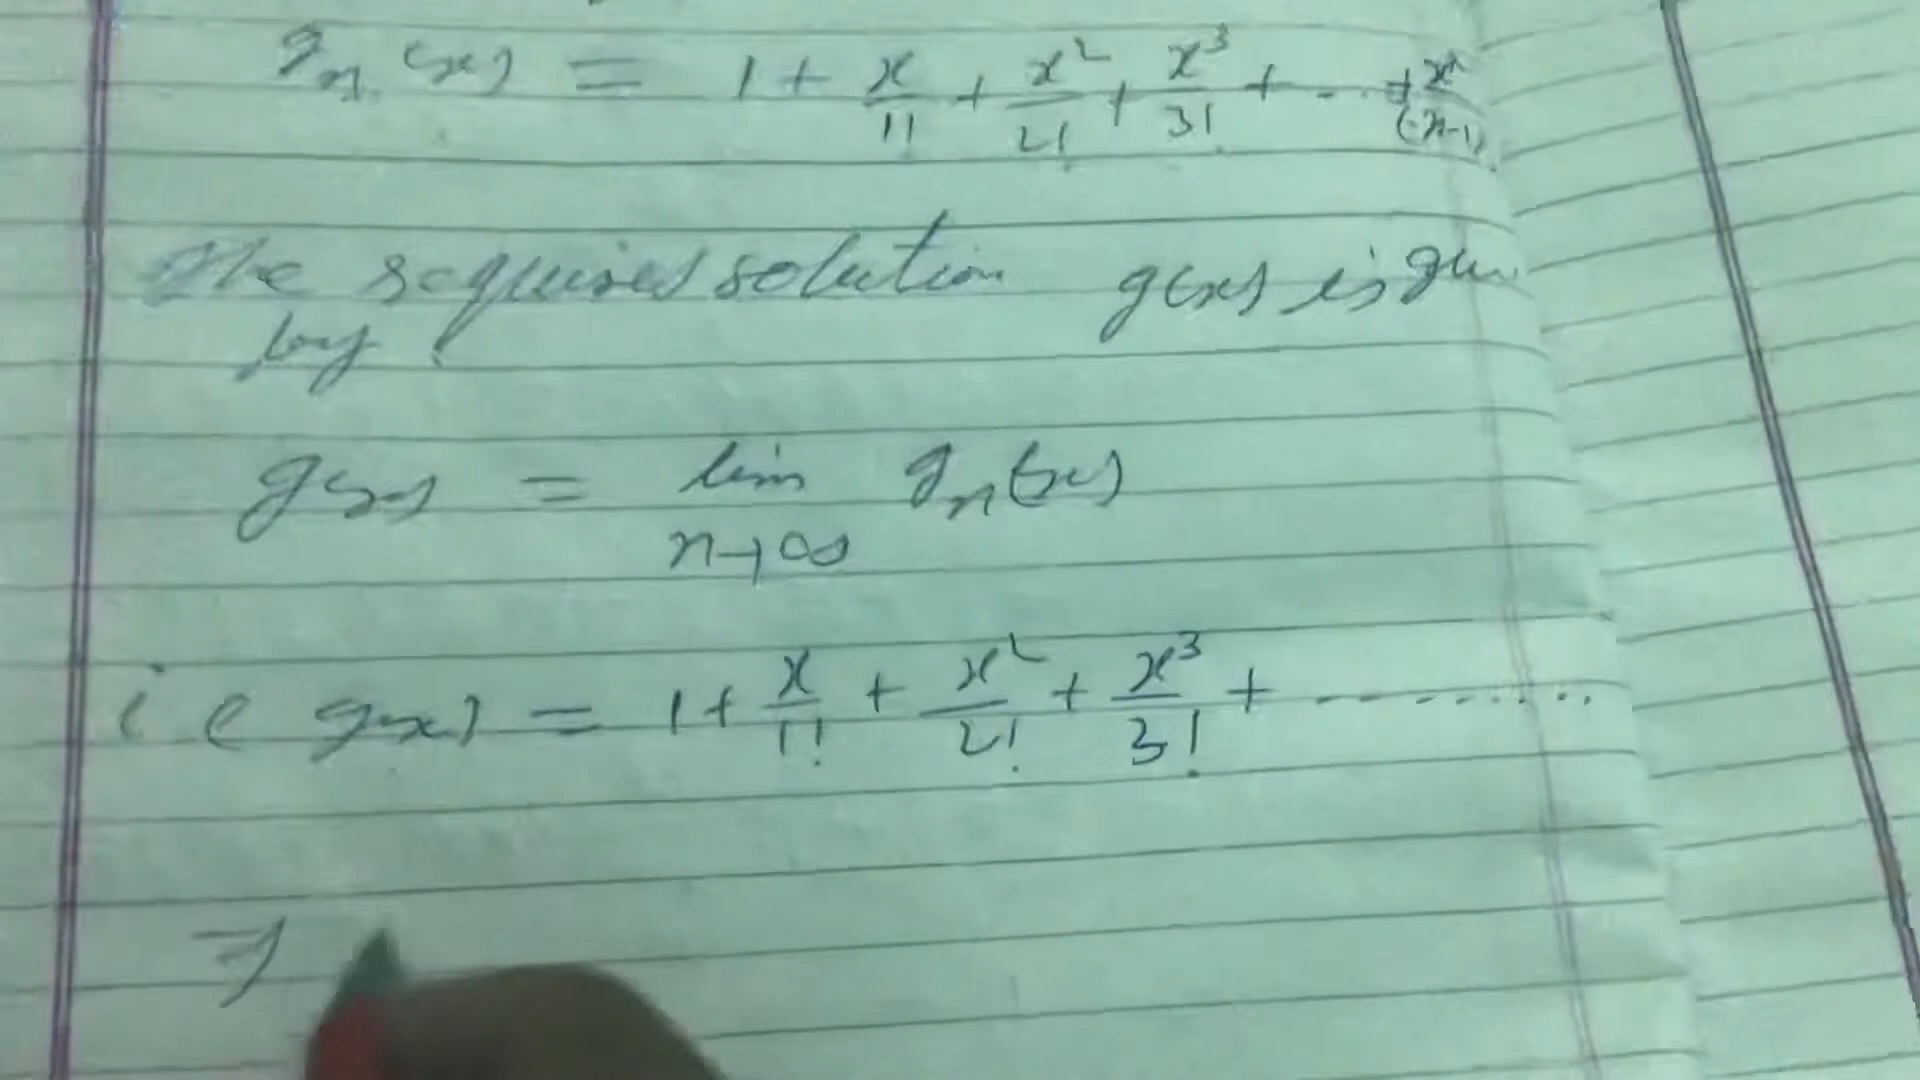 gₙ(x) = 1 + x/1! + x²/2! + x³/3! + - .. + xⁿ/(n-1)!
The required solution g(x) is
by
g(x) = lim n→∞ gₙ(x)
i e g(x) = 1 + x/1! + x²/2! + x³/3! + ---------
⇒